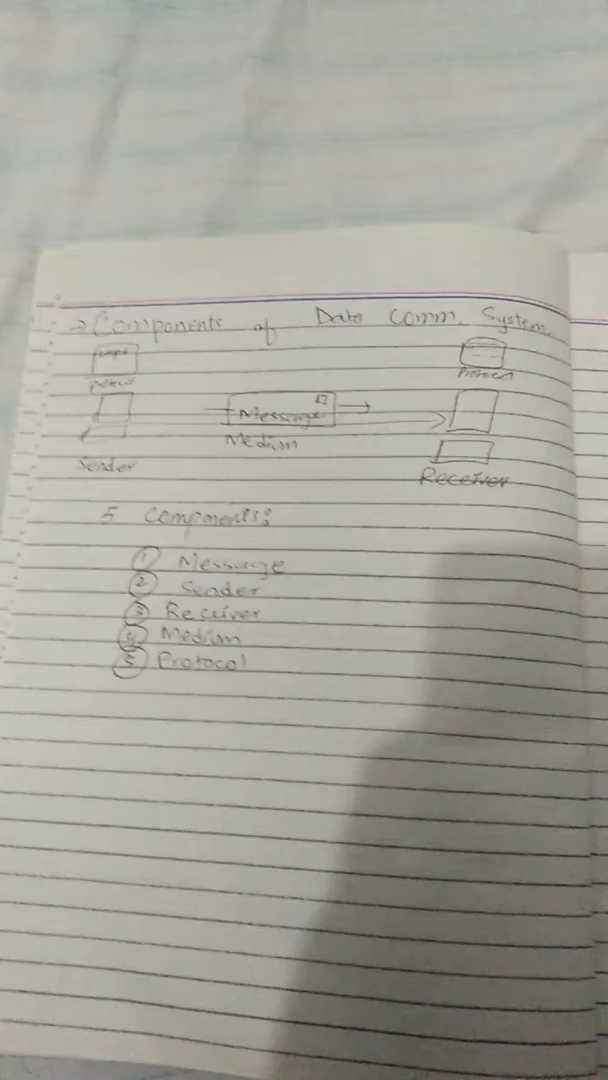 → Components of Data Comm. System
Protocol Protocol
Message
Medium
Sender Receiver
5 Components:
① Message
② Sender
③ Receiver
④ Medium
⑤ Protocol